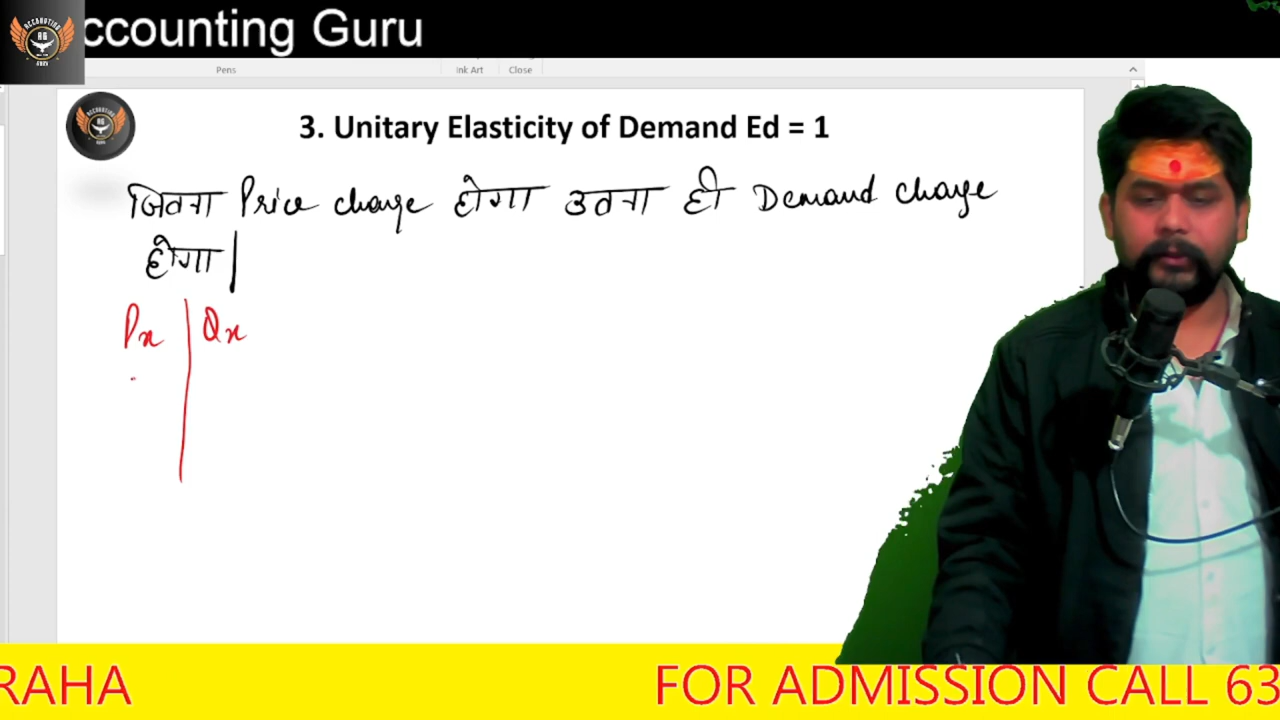 ccounting Guru
Pens Ink Art Close
3. Unitary Elasticity of Demand Ed = 1
जितना Price change होगा उतना ही Demand change
होगा|
Px | Qx
RAHA FOR ADMISSION CALL 63